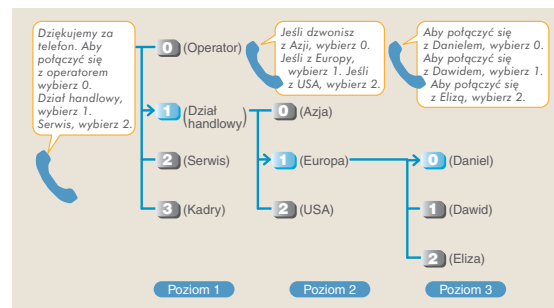 Dziękujemy za
telefon. Aby
połączyć się
z operatorem
wybierz 0.
Dział handlowy,
wybierz 1.
Serwis, wybierz 2.
Jeśli dzwonisz
z Azji, wybierz 0.
Jeśli z Europy,
wybierz 1. Jeśli
z USA, wybierz 2.
Aby połączyć się
z Danielem, wybierz 0.
Aby połączyć się
z Dawidem, wybierz 1.
Aby połączyć się
z Elizą, wybierz 2.
0 (Operator)
1 (Dział
handlowy)
2 (Serwis)
3 (Kadry)
0 (Azja)
1 (Europa)
2 (USA)
0 (Daniel)
1 (Dawid)
2 (Eliza)
Poziom 1
Poziom 2
Poziom 3